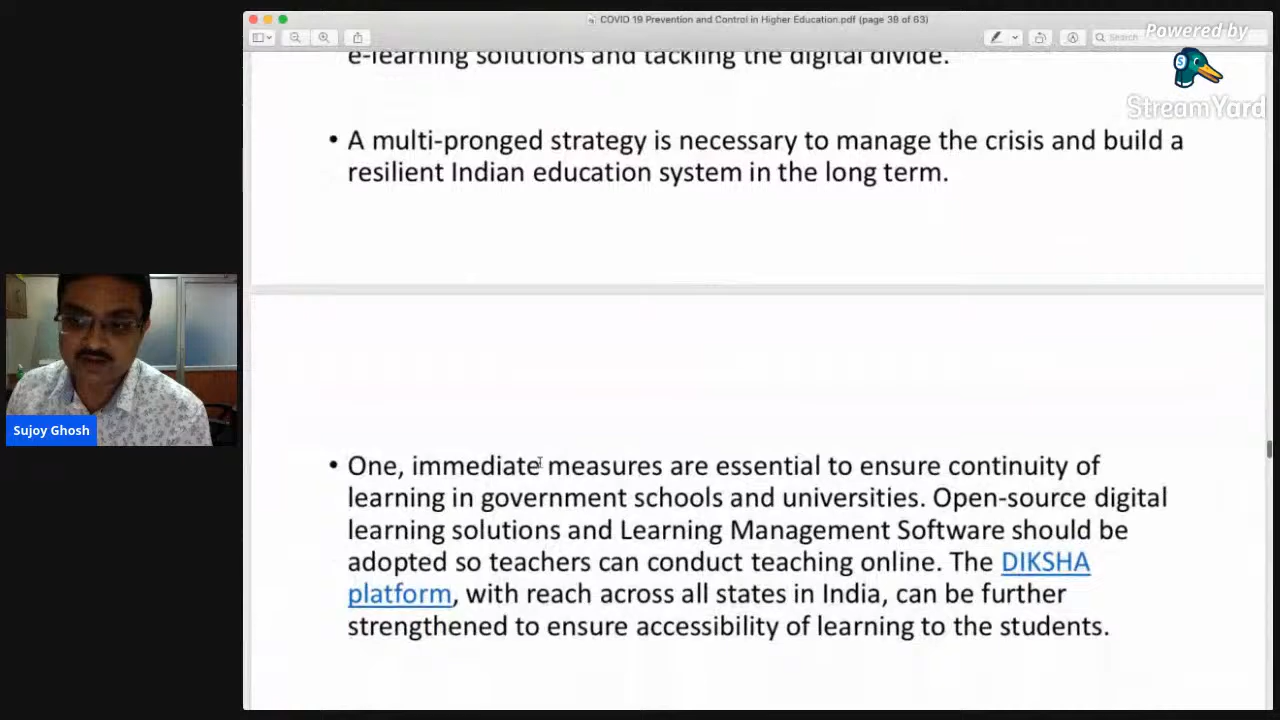 COVID 19 Prevention and Control in Higher Education.pdf (page 38 of 63)
Search
Powered by
StreamYard
e-learning solutions and tackling the digital divide.
• A multi-pronged strategy is necessary to manage the crisis and build a
resilient Indian education system in the long term.
• One, immediate measures are essential to ensure continuity of
learning in government schools and universities. Open-source digital
learning solutions and Learning Management Software should be
adopted so teachers can conduct teaching online. The DIKSHA
platform, with reach across all states in India, can be further
strengthened to ensure accessibility of learning to the students.
Sujoy Ghosh